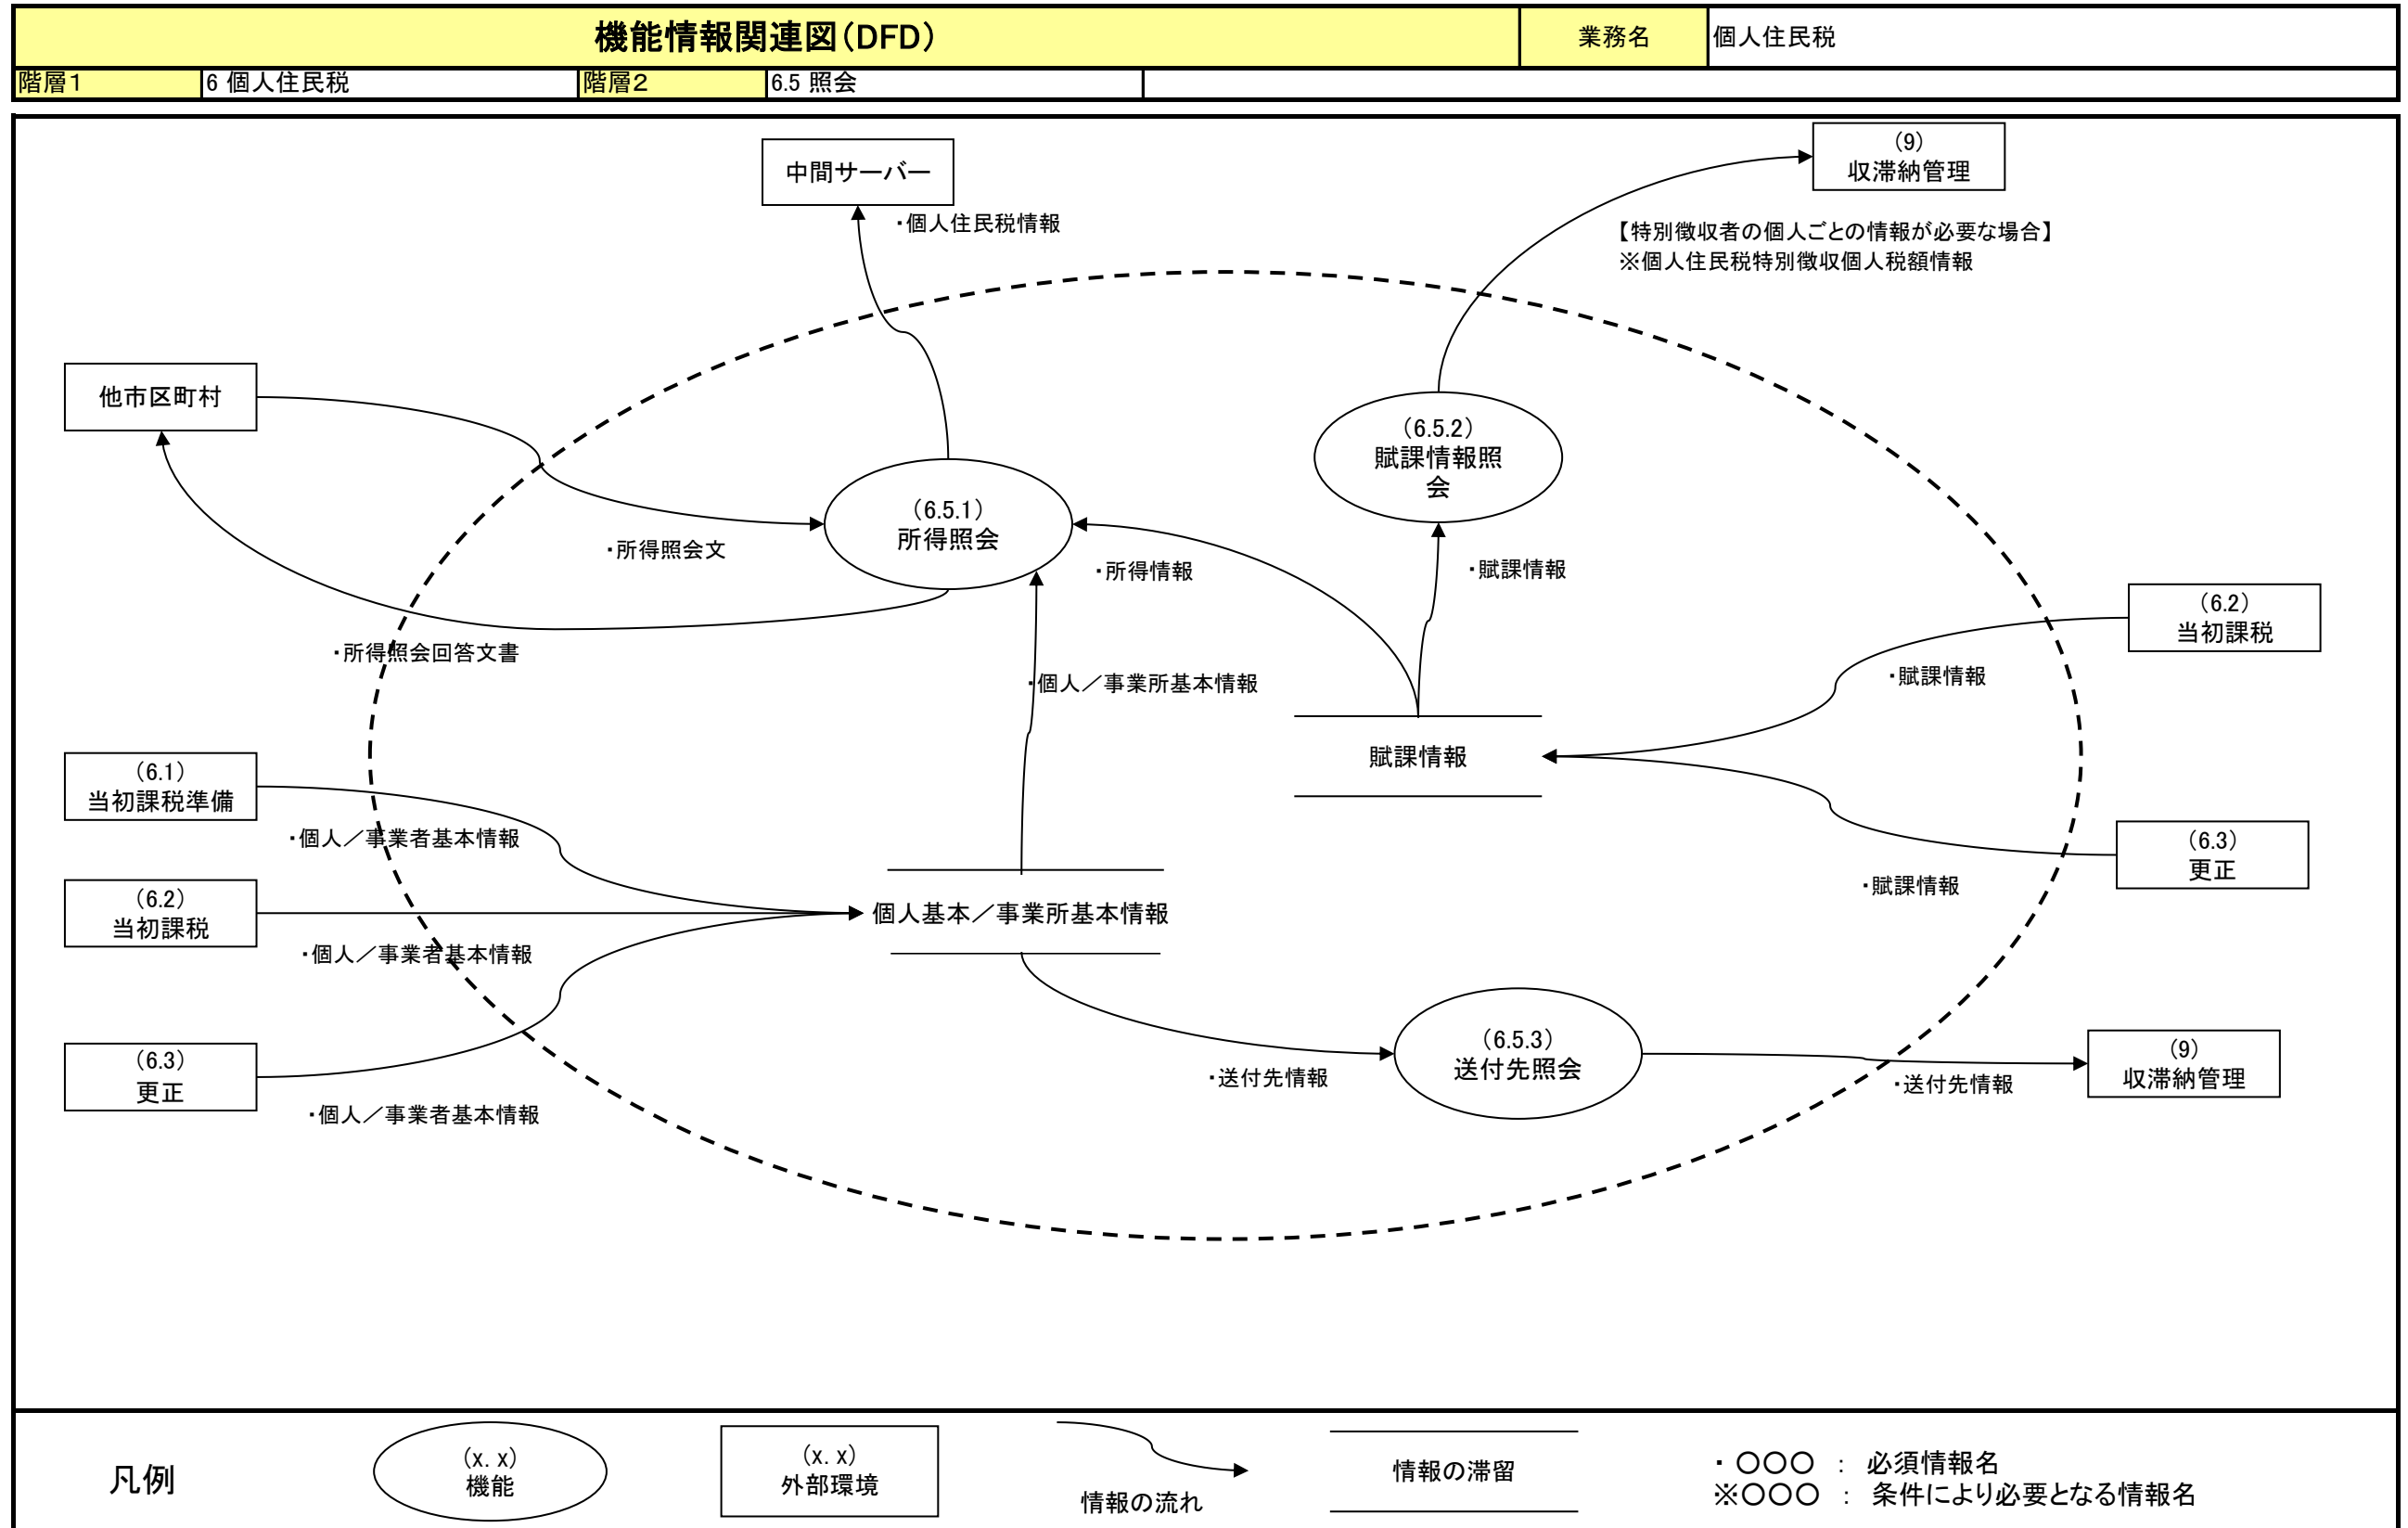 機能情報関連図(DFD)
業務名
個人住民税
階層1
6 個人住民税
階層2
6.5 照会
(9)
収滞納管理
中間サーバー
・個人住民税情報
【特別徴収者の個人ごとの情報が必要な場合】
※個人住民税特別徴収個人税額情報
他市区町村
(6.5.2)
賦課情報照
会
(6.5.1)
所得照会
・所得照会文
・所得情報
・賦課情報
(6.2)
当初課税
・所得照会回答文書
・個人／事業所基本情報
・賦課情報
賦課情報
(6.1)
当初課税準備
・個人／事業者基本情報
(6.3)
更正
・賦課情報
(6.2)
当初課税
個人基本／事業所基本情報
・個人／事業者基本情報
(6.3)
更正
・個人／事業者基本情報
・送付先情報
(6.5.3)
送付先照会
・送付先情報
(9)
収滞納管理
凡例
(x. x)
機能
(x. x)
外部環境
情報の流れ
情報の滞留
・ 〇〇〇 ： 必須情報名
※〇〇〇 ： 条件により必要となる情報名